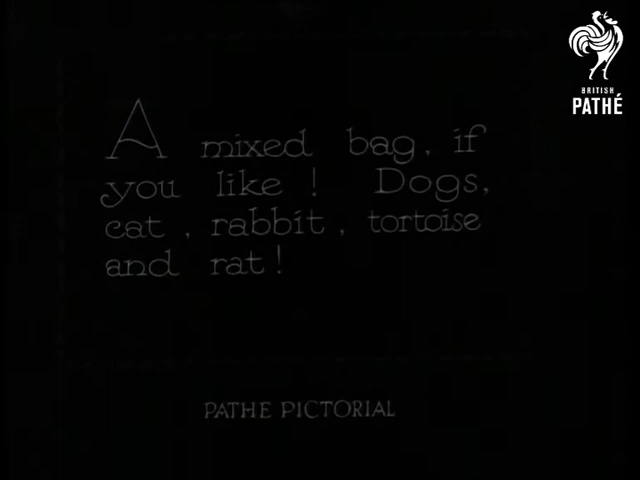 BRITISH
PATHÉ
A mixed bag, if
you like ! Dogs,
cat , rabbit , tortoise
and rat !
PATHE PICTORIAL